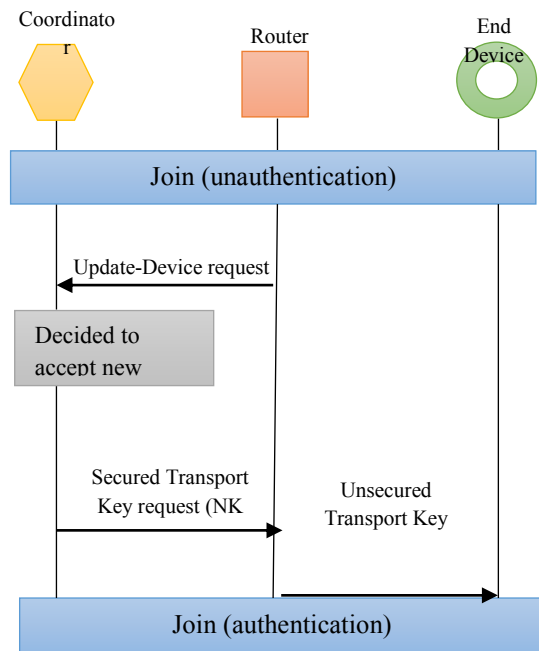 Coordinato
r
Router
End
Device
Join (unauthentication)
Update-Device request
Decided to
accept new
Secured Transport
Key request (NK
Unsecured
Transport Key
Join (authentication)